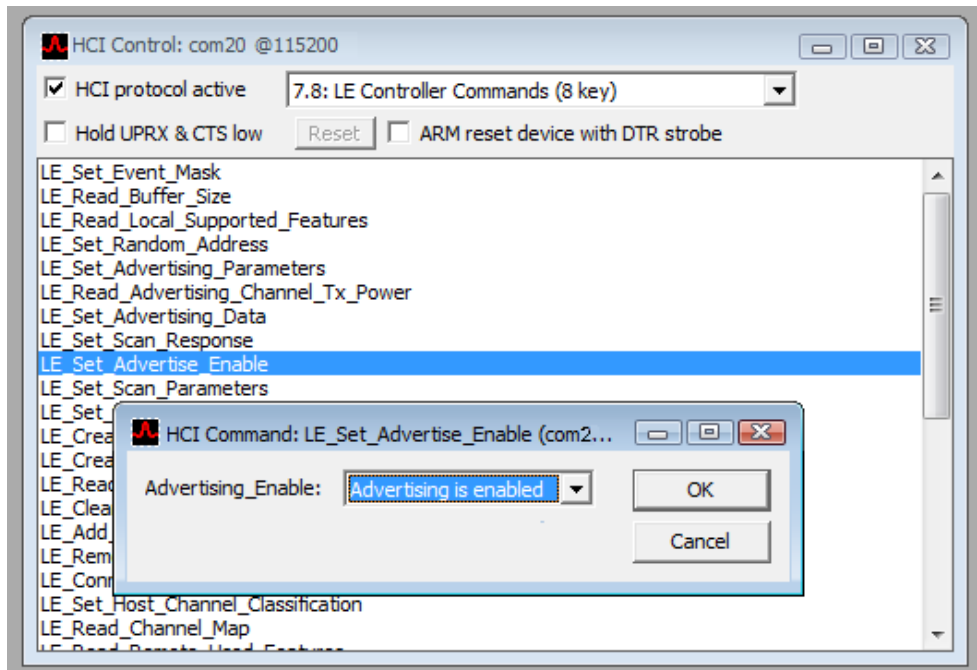 HCI Control: com20 @115200
HCI protocol active 7.8: LE Controller Commands (8 key)
Hold UPRX & CTS low Reset ARM reset device with DTR strobe
LE_Set_Event_Mask
LE_Read_Buffer_Size
LE_Read_Local_Supported_Features
LE_Set_Random_Address
LE_Set_Advertising_Parameters
LE_Read_Advertising_Channel_Tx_Power
LE_Set_Advertising_Data
LE_Set_Scan_Response
LE_Set_Advertise_Enable
LE_Set_Scan_Parameters
LE_Set_
LE_Crea
LE_Crea
LE_Read
LE_Clea
LE_Add_
LE_Rem
LE_Conn
HCI Command: LE_Set_Advertise_Enable (com2...
Advertising_Enable: Advertising is enabled OK
Cancel
LE_Set_Host_Channel_Classification
LE_Read_Channel_Map